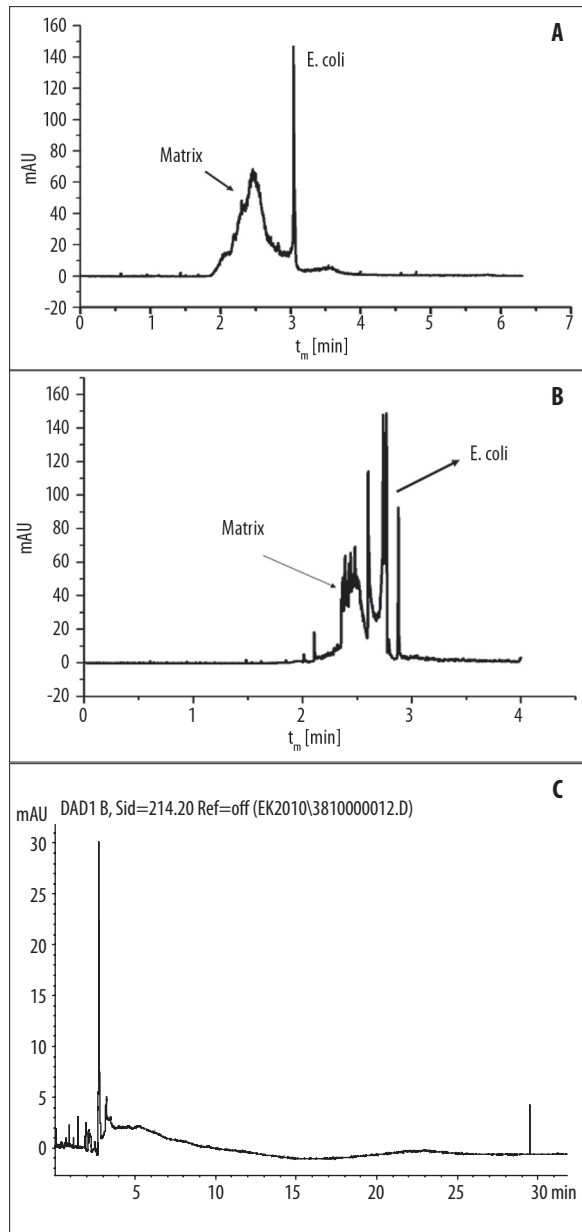 A
160
140
120
100
80
60
40
20
0
-20
mAU
E. coli
Matrix
0 1 2 3 4 5 6 7
tm [min]
B
160
140
120
100
80
60
40
20
0
-20
mAU
E. coli
Matrix
0 1 2 3 4
tm [min]
C
DAD1 B, Sid=214.20 Ref=off (EK2010\3810000012.D)
mAU
30
25
20
15
10
5
0
5 10 15 20 25 30 min